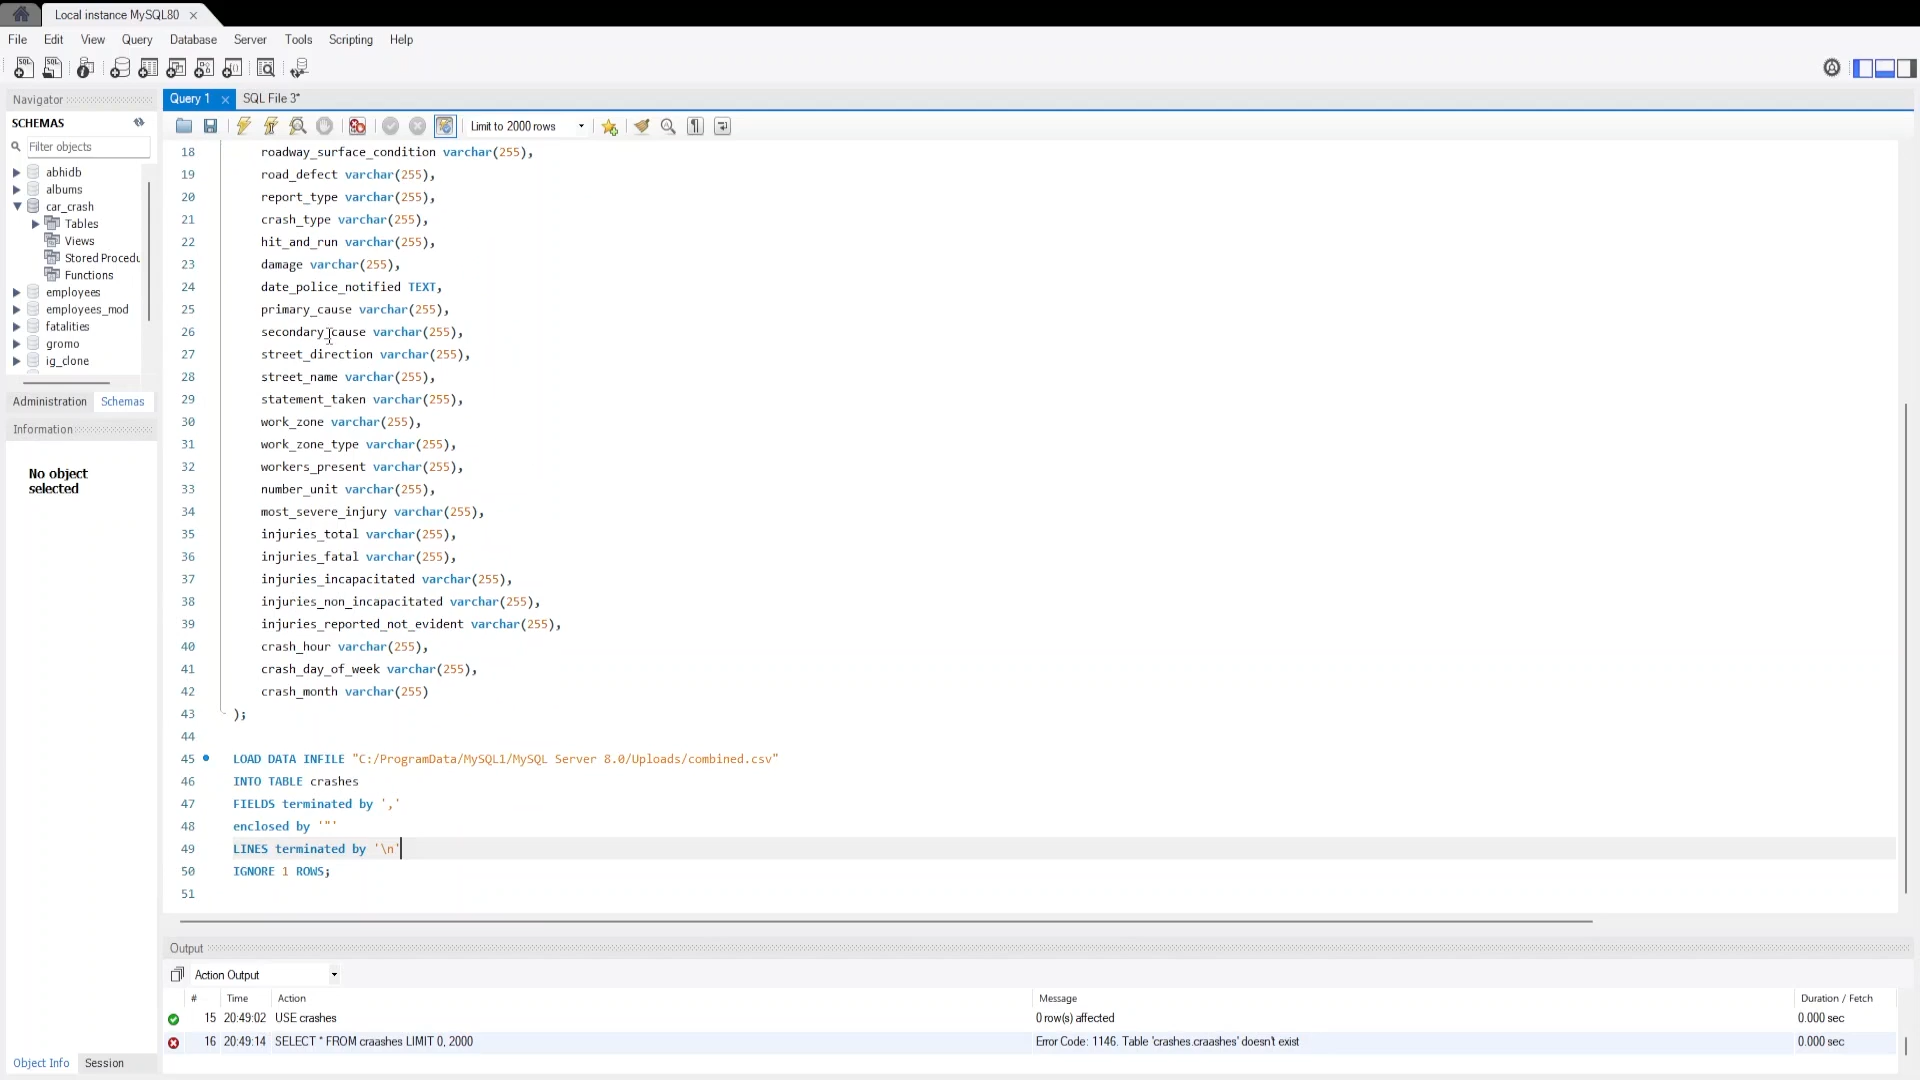 Local instance MySQL80
File Edit View Query Database Server Tools Scripting Help
Navigator
SCHEMAS
Filter objects
abhidb
albums
car_crash
Tables
Views
Stored Procedu
Functions
employees
employees_mod
fatalities
gromo
ig_clone
Administration Schemas
Information
No object
selected
Object Info Session
Query 1 SQL File 3*
Limit to 2000 rows
18 roadway_surface_condition varchar(255),
19 road_defect varchar(255),
20 report_type varchar(255),
21 crash_type varchar(255),
22 hit_and_run varchar(255),
23 damage varchar(255),
24 date_police_notified TEXT,
25 primary_cause varchar(255),
26 secondary_cause varchar(255),
27 street_direction varchar(255),
28 street_name varchar(255),
29 statement_taken varchar(255),
30 work_zone varchar(255),
31 work_zone_type varchar(255),
32 workers_present varchar(255),
33 number_unit varchar(255),
34 most_severe_injury varchar(255),
35 injuries_total varchar(255),
36 injuries_fatal varchar(255),
37 injuries_incapacitated varchar(255),
38 injuries_non_incapacitated varchar(255),
39 injuries_reported_not_evident varchar(255),
40 crash_hour varchar(255),
41 crash_day_of_week varchar(255),
42 crash_month varchar(255)
43 );
44
45 LOAD DATA INFILE "C:/ProgramData/MySQL1/MySQL Server 8.0/Uploads/combined.csv"
46 INTO TABLE crashes
47 FIELDS terminated by ','
48 enclosed by '"'
49 LINES terminated by '\n'
50 IGNORE 1 ROWS;
51
Output
Action Output
# Time Action Message Duration / Fetch
15 20:49:02 USE crashes 0 row(s) affected 0.000 sec
16 20:49:14 SELECT * FROM craashes LIMIT 0, 2000 Error Code: 1146. Table 'crashes.craashes' doesn't exist 0.000 sec